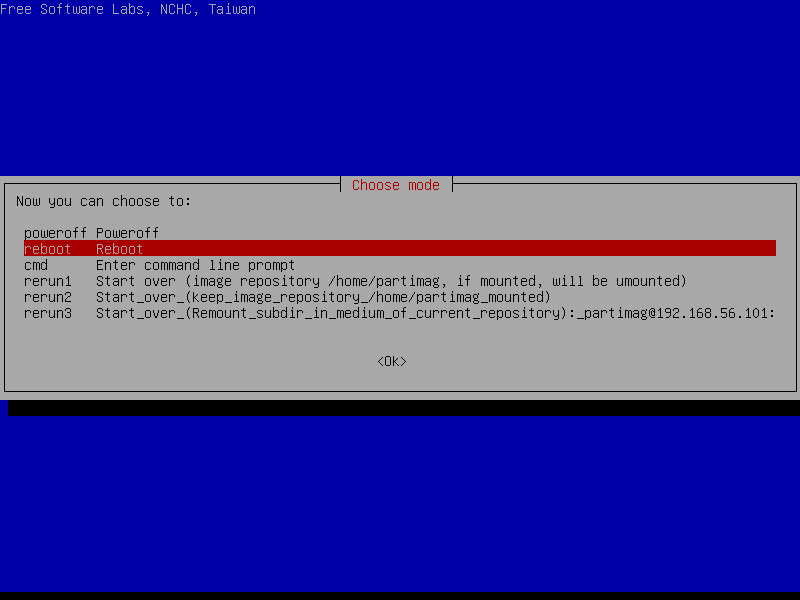 Free Software Labs, NCHC, Taiwan
Choose mode
Now you can choose to:
poweroff Poweroff
reboot Reboot
cmd Enter command line prompt
rerun1 Start over (image repository /home/partimag, if mounted, will be umounted)
rerun2 Start_over_(keep_image_repository_/home/partimag_mounted)
rerun3 Start_over_(Remount_subdir_in_medium_of_current_repository):_partimag@192.168.56.101:
<Ok>